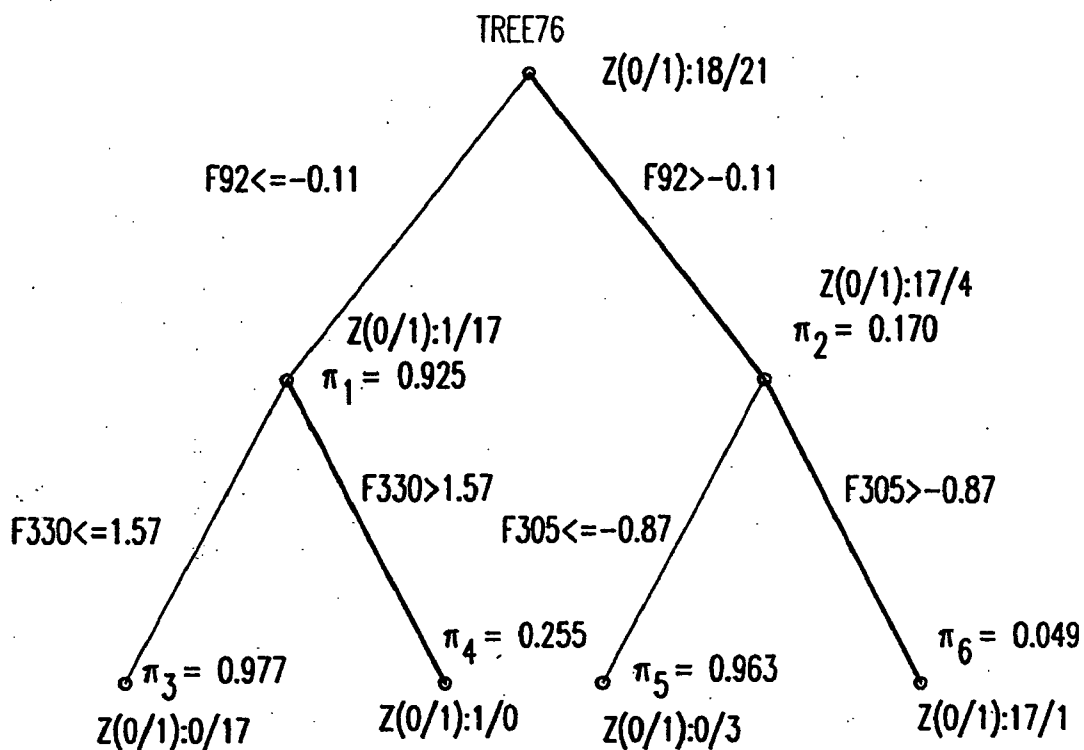 TREE76
Z(0/1):18/21
F92<=-0.11
F92>-0.11
Z(0/1):1/17
π1 = 0.925
Z(0/1):17/4
π2 = 0.170
F330<=1.57
F330>1.57
F305<=-0.87
F305>-0.87
π3 = 0.977
Z(0/1):0/17
π4 = 0.255
Z(0/1):1/0
π5 = 0.963
Z(0/1):0/3
π6 = 0.049
Z(0/1):17/1